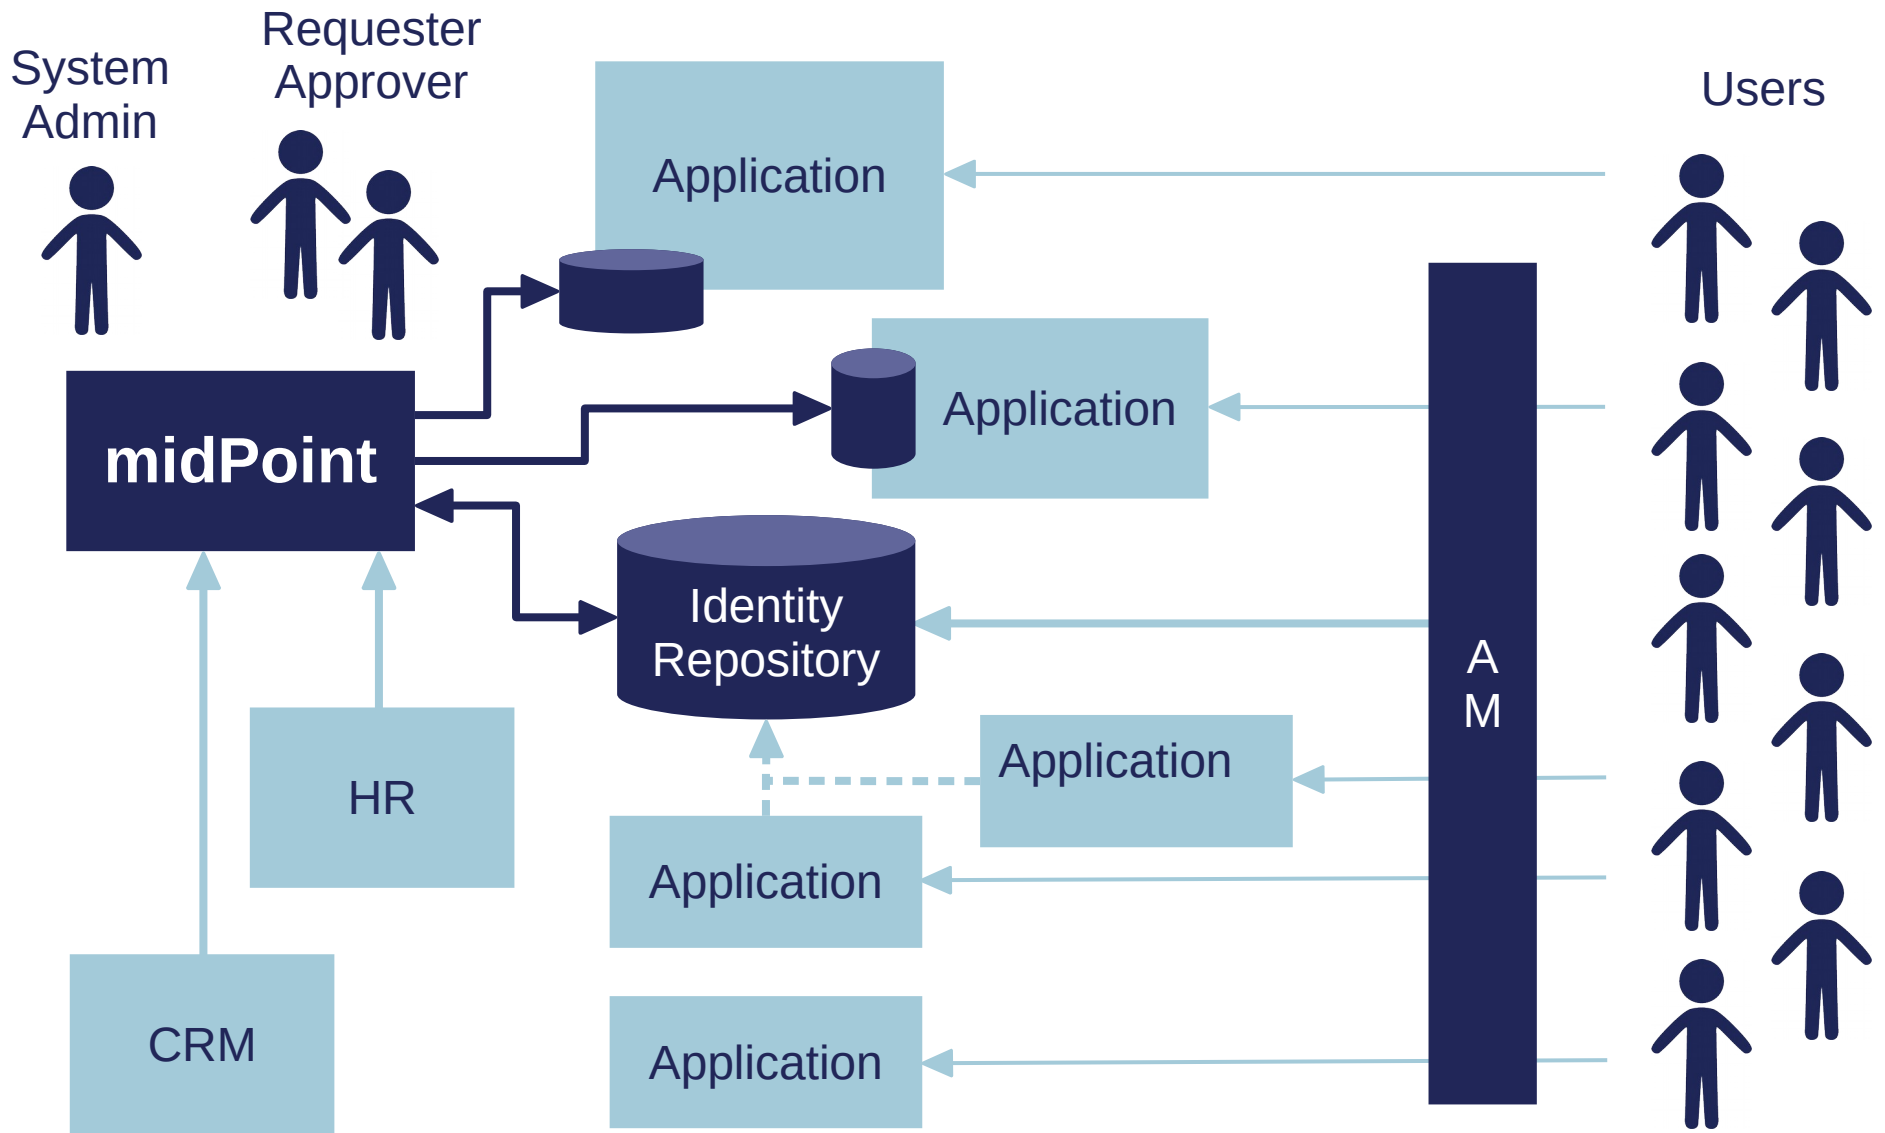 System
Admin
Requester
Approver
Users
Application
Application
midPoint
Identity
Repository
A
M
Application
HR
Application
CRM
Application